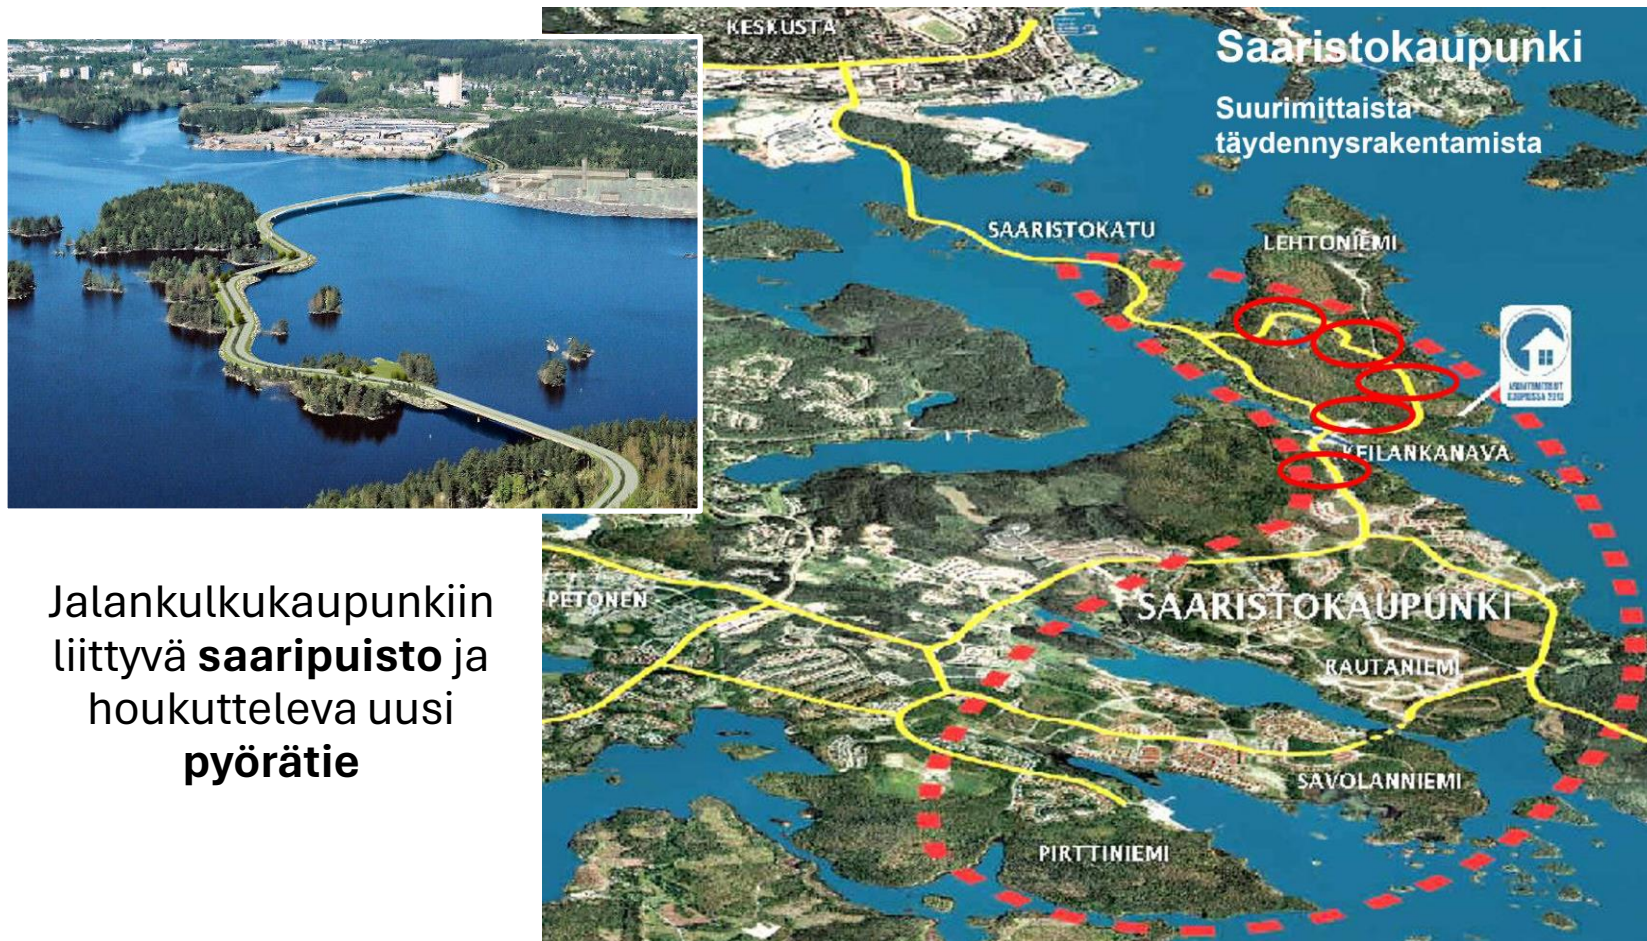 KESKUSTA
Saaristokaupunki
Suurimittaista
täydennysrakentamista
SAARISTOKATU
LEHTONIEMI
KEILANKANAVA
PETONEN
SAARISTOKAUPUNKI
RAUTANIEMI
SAVOLANNIEMI
PIRTTINIEMI
Jalankulkukaupunkiin
liittyvä saaripuisto ja
houkutteleva uusi
pyörätie